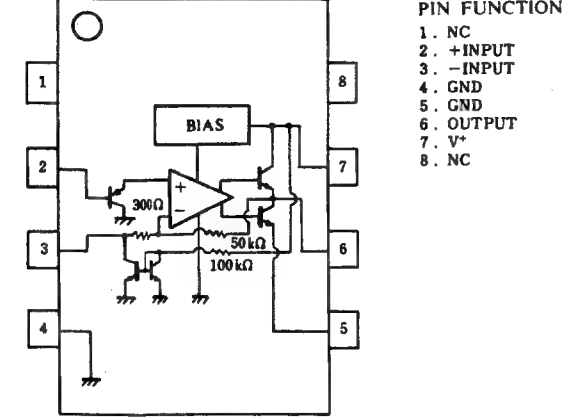 PIN FUNCTION
1. NC
2. +INPUT
3. −INPUT
4. GND
5. GND
6. OUTPUT
7. V+
8. NC
1
8
BIAS
2
7
+
300Ω
−
3
50kΩ
6
100kΩ
4
5